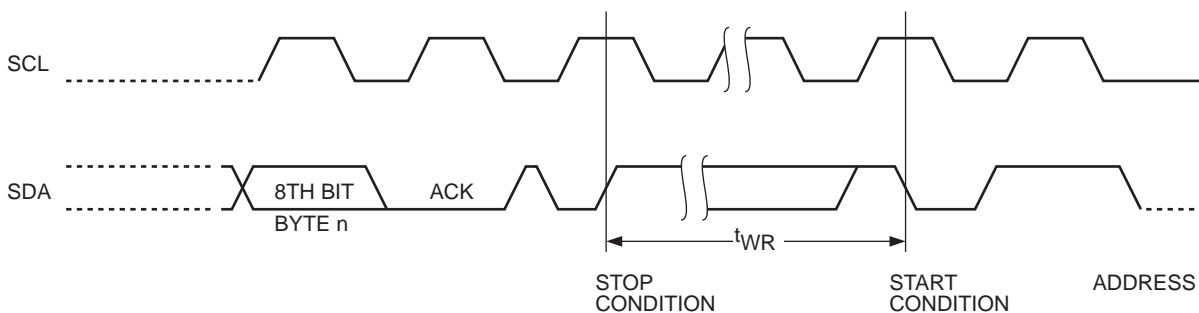 SCL
SDA
8TH BIT
ACK
BYTE n
tWR
STOP
CONDITION
START
CONDITION
ADDRESS